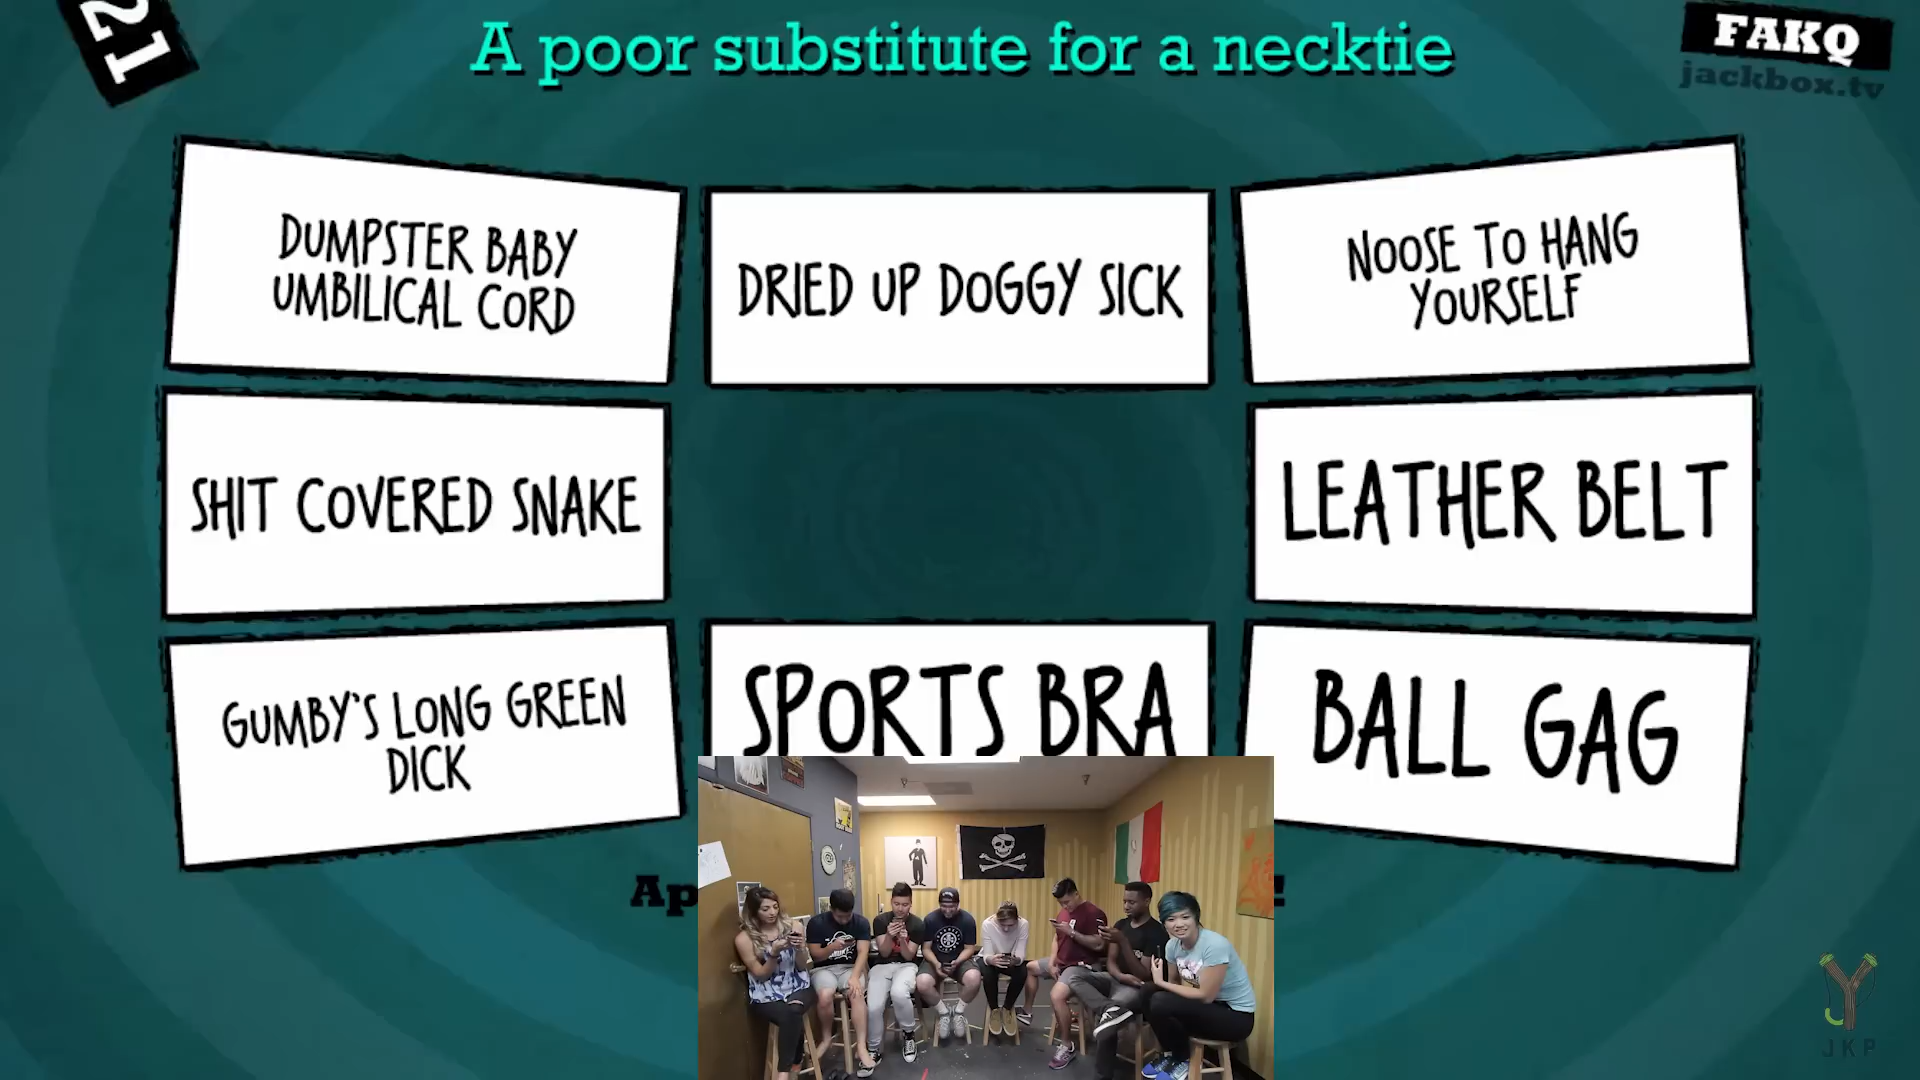 21
A poor substitute for a necktie
FAKQ
jackbox.tv
DUMPSTER BABY
UMBILICAL CORD
DRIED UP DOGGY SICK
NOOSE TO HANG
YOURSELF
SHIT COVERED SNAKE
LEATHER BELT
GUMBY'S LONG GREEN
DICK
SPORTS BRA
BALL GAG
JKP